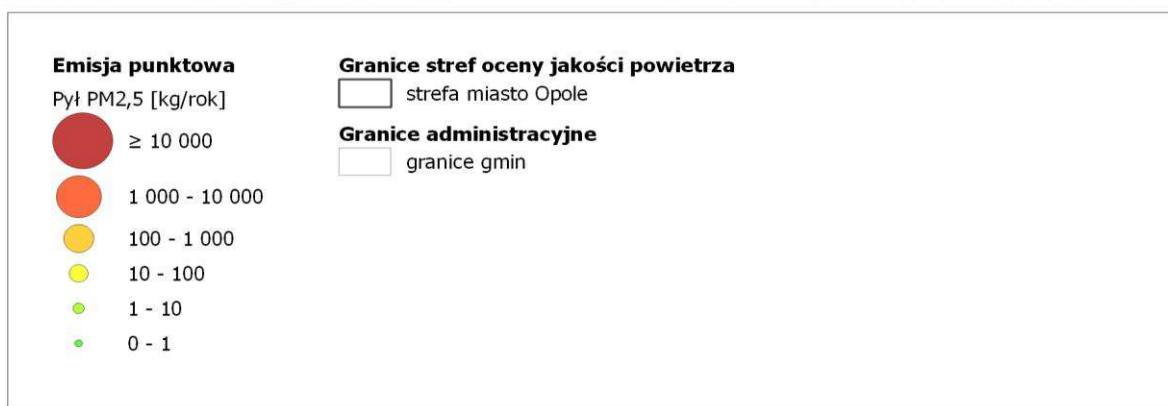 Emisja punktowa
Pył PM2,5 [kg/rok]
≥ 10 000
1 000 - 10 000
100 - 1 000
10 - 100
1 - 10
0 - 1
Granice stref oceny jakości powietrza
strefa miasto Opole
Granice administracyjne
granice gmin